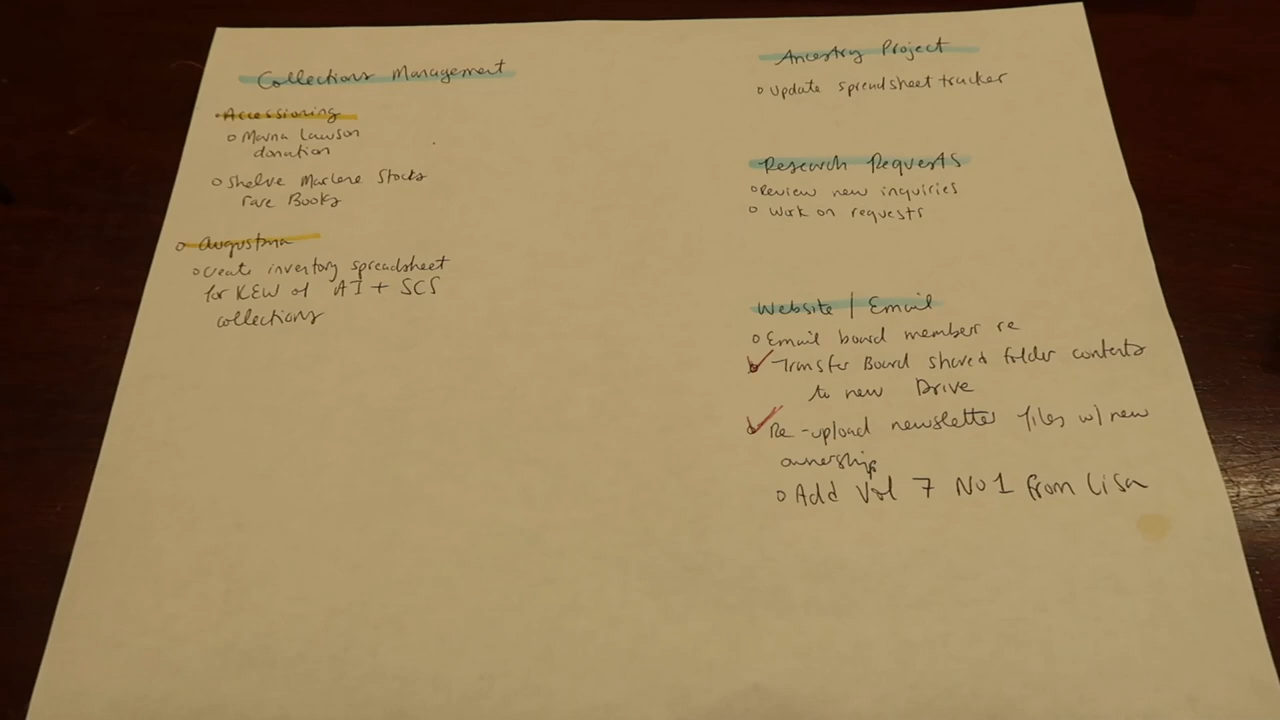 Collections Management
Accessioning
Marna Lawson
donation
Shelve Marlene Stocks
rare Books
Augustana
Create inventory spreadsheet
for KEW of AI + SCS
collections
Ancestry Project
Update spreadsheet tracker
Research Requests
Review new inquiries
Work on requests
Website / Email
Email board members re
Transfer Board shared folder contents
to new Drive
Re-upload newsletter files w/ new
ownership
Add Vol 7 No 1 from Lisa